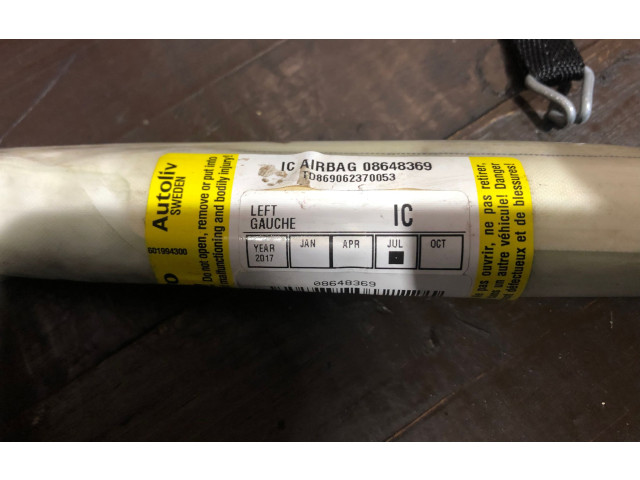 Autoliv
SWEDEN
601994300
Do not open, remove or put into
malfunctioning and bodily injury!
IC AIRBAG 08648369
TD869062370053
LEFT
GAUCHE
IC
YEAR
2017
JAN
APR
JUL
OCT
08648369
pas ouvrir, ne pas retirer,
un autre véhicule! Danger
défectueux et de blessures!